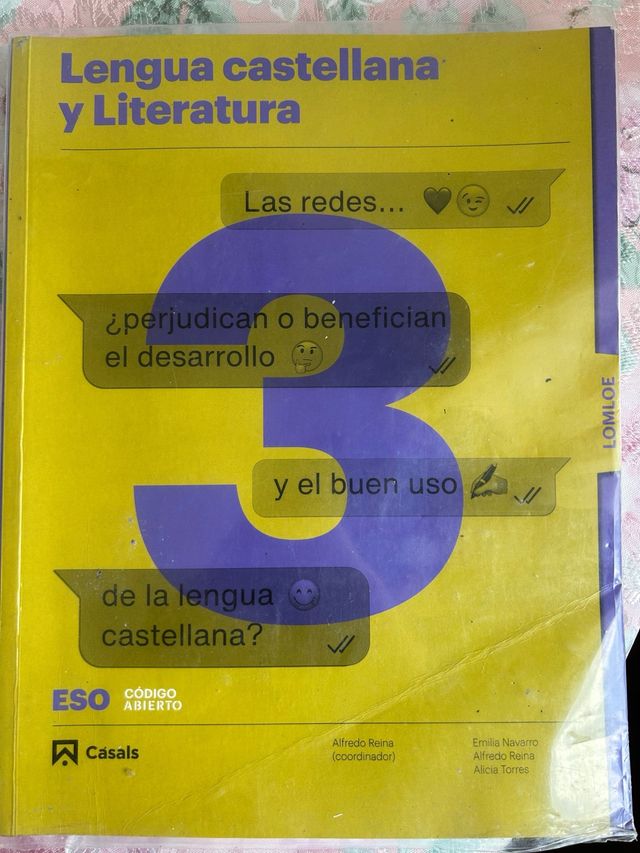 Lengua castellana
y Literatura
Las redes...
¿perjudican o benefician
el desarrollo
y el buen uso
de la lengua
castellana?
3
LOMLOE
ESO
CÓDIGO
ABIERTO
Casals
Alfredo Reina
(coordinador)
Emilia Navarro
Alfredo Reina
Alicia Torres